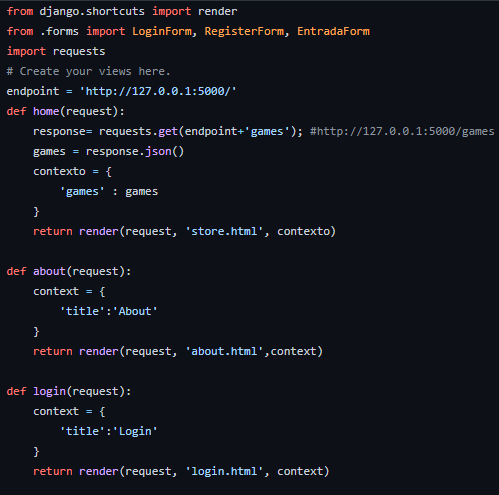 from django.shortcuts import render
from .forms import LoginForm, RegisterForm, EntradaForm
import requests
# Create your views here.
endpoint = 'http://127.0.0.1:5000/'
def home(request):
    response= requests.get(endpoint+'games'); #http://127.0.0.1:5000/games
    games = response.json()
    contexto = {
        'games' : games
    }
    return render(request, 'store.html', contexto)

def about(request):
    context = {
        'title':'About'
    }
    return render(request, 'about.html',context)

def login(request):
    context = {
        'title':'Login'
    }
    return render(request, 'login.html', context)